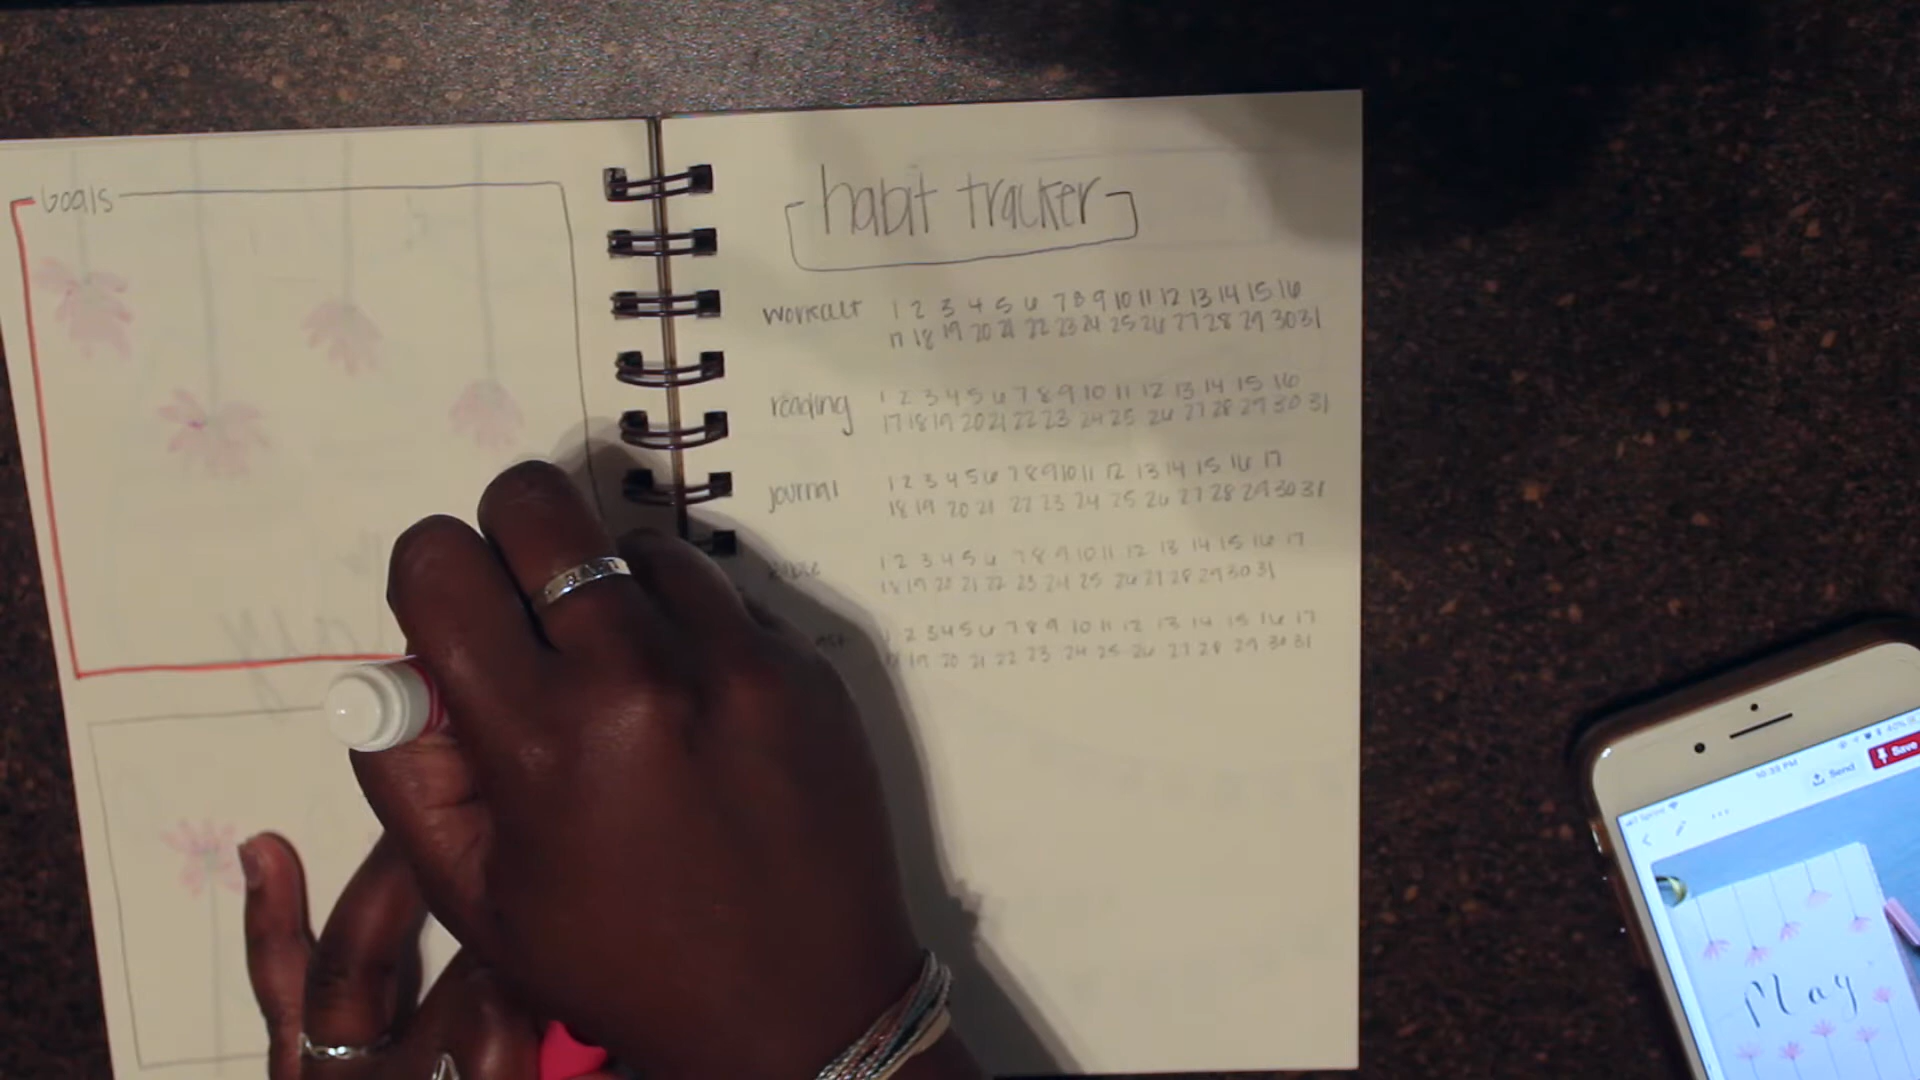 goals
habit tracker
workout 1 2 3 4 5 6 7 8 9 10 11 12 13 14 15 16
17 18 19 20 21 22 23 24 25 26 27 28 29 30 31
reading 1 2 3 4 5 6 7 8 9 10 11 12 13 14 15 16
17 18 19 20 21 22 23 24 25 26 27 28 29 30 31
journal 1 2 3 4 5 6 7 8 9 10 11 12 13 14 15 16 17
18 19 20 21 22 23 24 25 26 27 28 29 30 31
1 2 3 4 5 6 7 8 9 10 11 12 13 14 15 16 17
18 19 20 21 22 23 24 25 26 27 28 29 30 31
1 2 3 4 5 6 7 8 9 10 11 12 13 14 15 16 17
19 20 21 22 23 24 25 26 27 28 29 30 31
Sprint 10:39 PM
Send Save
May